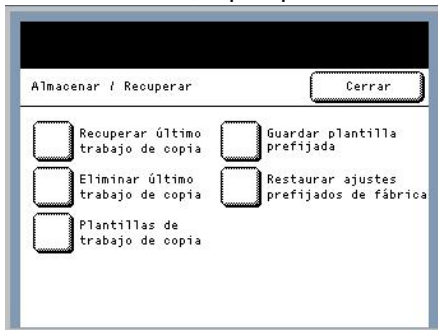 Almacenar / Recuperar
Cerrar
Recuperar último
trabajo de copia
Guardar plantilla
prefijada
Eliminar último
trabajo de copia
Restaurar ajustes
prefijados de fábrica
Plantillas de
trabajo de copia